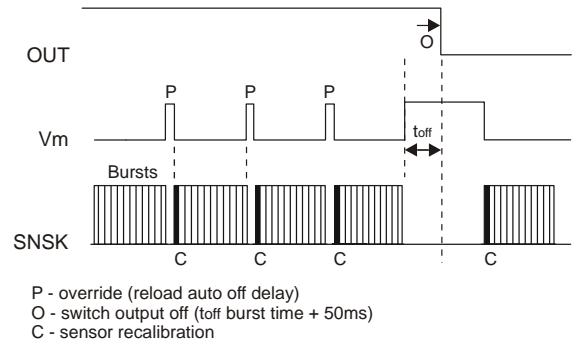 OUT
O
P P P
Vm
toff
Bursts
SNSK
C C C C
P - override (reload auto off delay)
O - switch output off (toff burst time + 50ms)
C - sensor recalibration